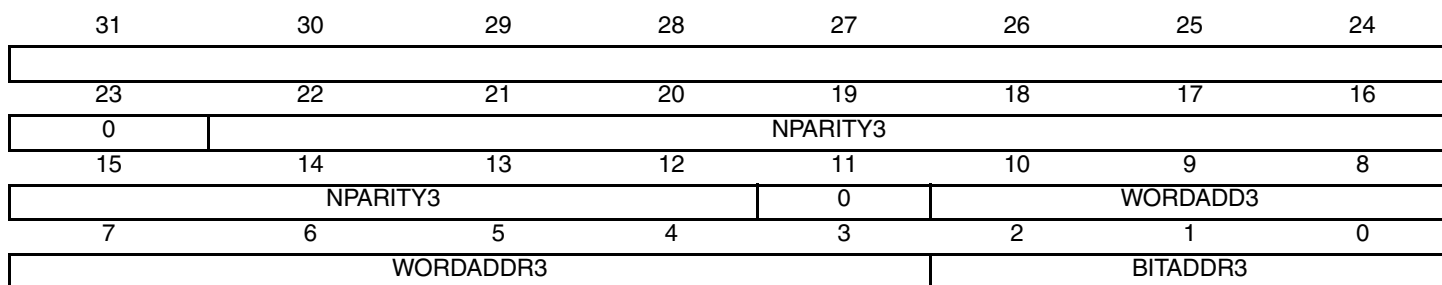 31 30 29 28 27 26 25 24
23 22 21 20 19 18 17 16
0 NPARITY3
15 14 13 12 11 10 9 8
NPARITY3 0 WORDADD3
7 6 5 4 3 2 1 0
WORDADDR3 BITADDR3